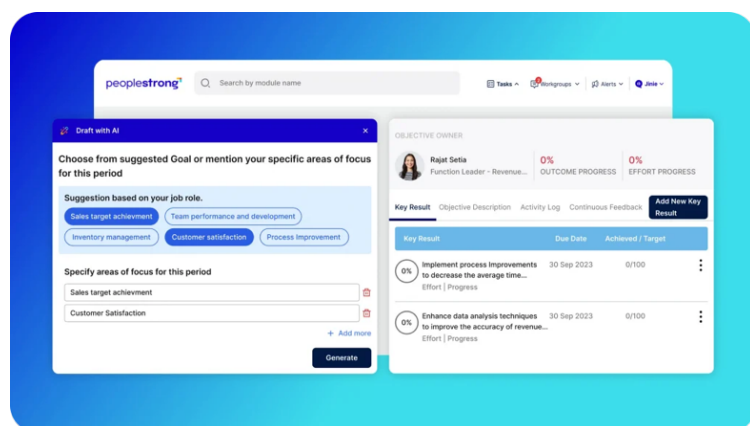 peoplestrong
Search by module name
Tasks
Workgroups
Alerts
Jinie
Draft with AI
Choose from suggested Goal or mention your specific areas of focus
for this period
Suggestion based on your job role.
Sales target achievment
Team performance and development
Inventory management
Customer satisfaction
Process Improvement
Specify areas of focus for this period
Sales target achievment
Customer Satisfaction
+ Add more
Generate
OBJECTIVE OWNER
Rajat Setia
Function Leader - Revenue...
0%
OUTCOME PROGRESS
0%
EFFORT PROGRESS
Key Result
Objective Description
Activity Log
Continuous Feedback
Add New Key
Result
Key Result
Due Date
Achieved / Target
0%
Implement process Improvements
to decrease the average time...
Effort | Progress
30 Sep 2023
0/100
0%
Enhance data analysis techniques
to improve the accuracy of revenue...
Effort | Progress
30 Sep 2023
0/100